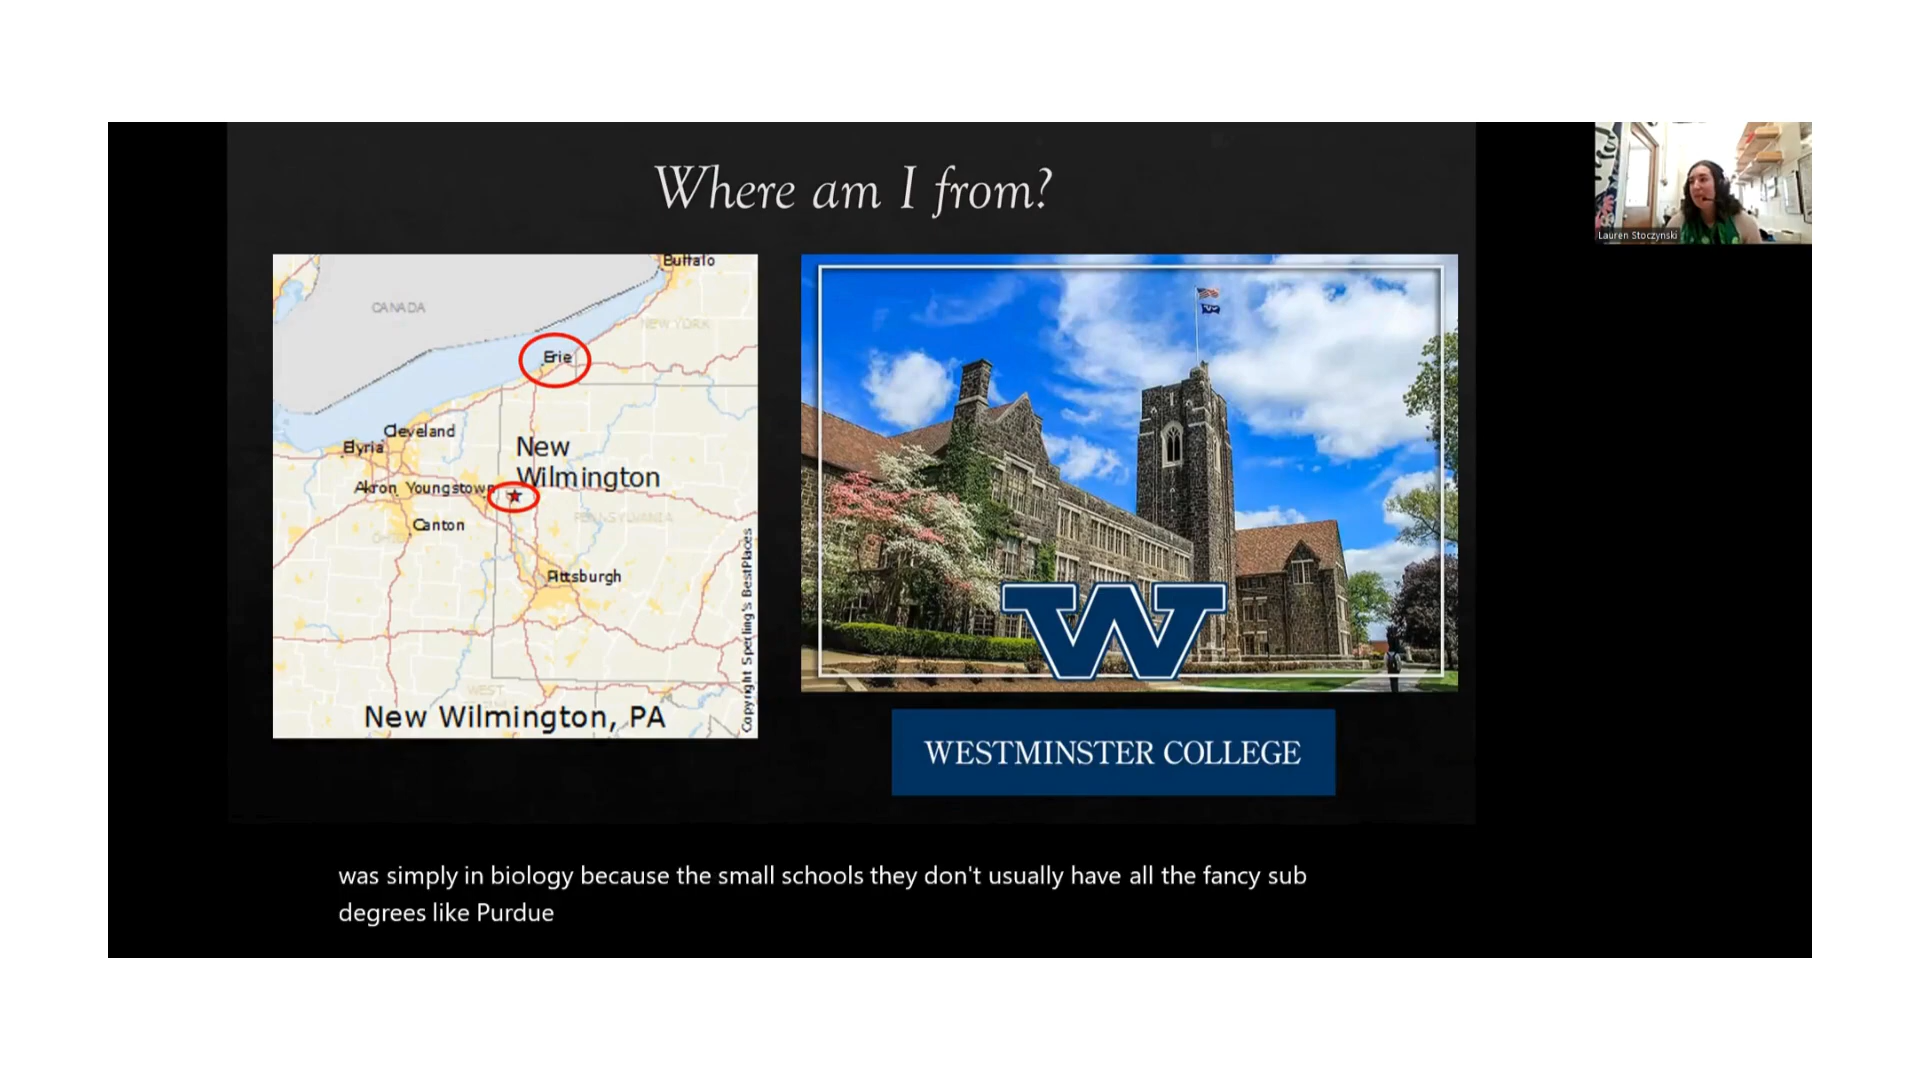 Where am I from?
Lauren Stoczynski
Buffalo
CANADA
NEW YORK
Erie
Cleveland
Elyria
New
Wilmington
Akron Youngstown
PENNSYLVANIA
Canton
OHIO
Pittsburgh
WEST
New Wilmington, PA
Copyright Sperling's BestPlaces
W
WESTMINSTER COLLEGE
was simply in biology because the small schools they don't usually have all the fancy sub
degrees like Purdue